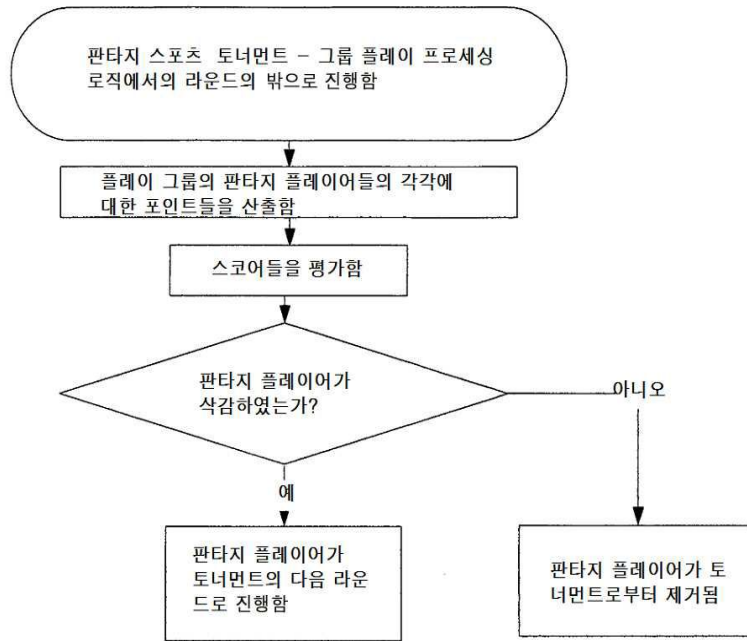 판타지 스포츠 토너먼트 – 그룹 플레이 프로세싱
로직에서의 라운드의 밖으로 진행함
플레이 그룹의 판타지 플레이어들의 각각에
대한 포인트들을 산출함
스코어들을 평가함
판타지 플레이어가
삭감하였는가?
아니오
예
판타지 플레이어가
토너먼트의 다음 라운
드로 진행함
판타지 플레이어가 토
너먼트로부터 제거됨